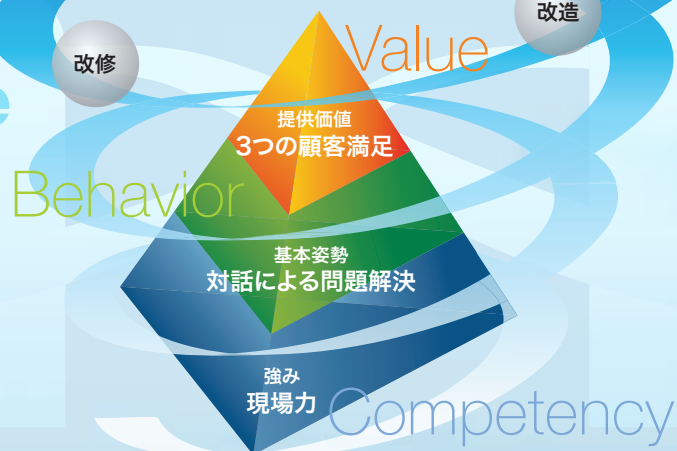 改造
改修
Value
提供価値
3つの顧客満足
Behavior
基本姿勢
対話による問題解決
強み
現場力
Competency